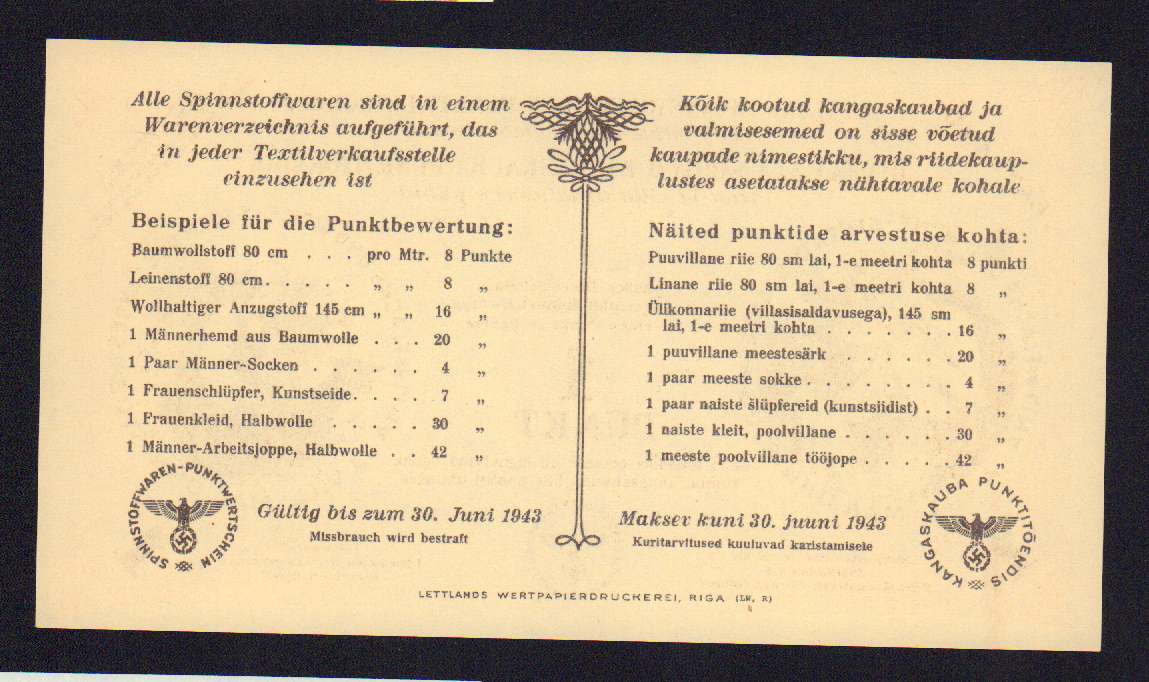 Alle Spinnstoffwaren sind in einem
Warenverzeichnis aufgeführt, das
in jeder Textilverkaufsstelle
einzusehen ist
Beispiele für die Punktbewertung:
Baumwollstoff 80 cm . . . pro Mtr. 8 Punkte
Leinenstoff 80 cm . . . . . „ „ 8 „
Wollhaltiger Anzugstoff 145 cm „ „ 16 „
1 Männerhemd aus Baumwolle . . . 20 „
1 Paar Männer-Socken . . . . . . 4 „
1 Frauenschlüpfer, Kunstseide . . . . 7 „
1 Frauenkleid, Halbwolle . . . . . 30 „
1 Männer-Arbeitsjoppe, Halbwolle . . 42 „
SPINNSTOFFWAREN-PUNKTWERTSCHEIN
Gültig bis zum 30. Juni 1943
Missbrauch wird bestraft
Kõik kootud kangaskaubad ja
valmisesemed on sisse võetud
kaupade nimestikku, mis riidekaup-
lustes asetatakse nähtavale kohale
Näited punktide arvestuse kohta:
Puuvillane riie 80 sm lai, 1-e meetri kohta 8 punkti
Linane riie 80 sm lai, 1-e meetri kohta 8 „
Ülikonnariie (villasisaldavusega), 145 sm
lai, 1-e meetri kohta . . . . . . . 16 „
1 puuvillane meestesärk . . . . . . 20 „
1 paar meeste sokke . . . . . . . . 4 „
1 paar naiste šlüpfereid (kunstsiidist) . . 7 „
1 naiste kleit, poolvillane . . . . . . 30 „
1 meeste poolvillane tööjope . . . . . 42 „
Maksev kuni 30. juuni 1943
Kuritarvitused kuuluvad karistamisele
KANGASKAUBA PUNKTITÕENDIS
LETTLANDS WERTPAPIERDRUCKEREI, RIGA (LW. R)